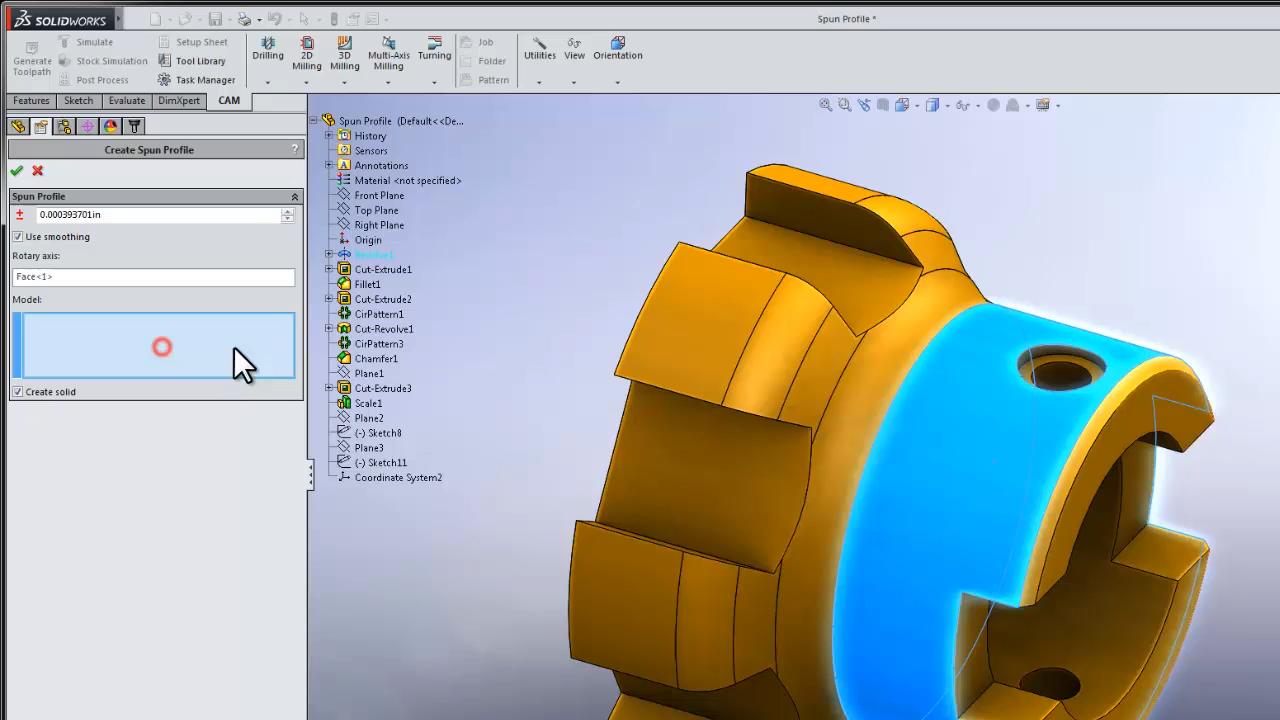 SOLIDWORKS
Spun Profile *
Generate Toolpath
Simulate
Stock Simulation
Post Process
Setup Sheet
Tool Library
Task Manager
Drilling
2D Milling
3D Milling
Multi-Axis Milling
Turning
Job
Folder
Pattern
Utilities
View
Orientation
Features
Sketch
Evaluate
DimXpert
CAM
Create Spun Profile
?
Spun Profile
0.000393701in
Use smoothing
Rotary axis:
Face<1>
Model:
Create solid
Spun Profile (Default<<De...
History
Sensors
Annotations
Material <not specified>
Front Plane
Top Plane
Right Plane
Origin
Revolve1
Cut-Extrude1
Fillet1
Cut-Extrude2
CirPattern1
Cut-Revolve1
CirPattern3
Chamfer1
Plane1
Cut-Extrude3
Scale1
Plane2
(-) Sketch8
Plane3
(-) Sketch11
Coordinate System2